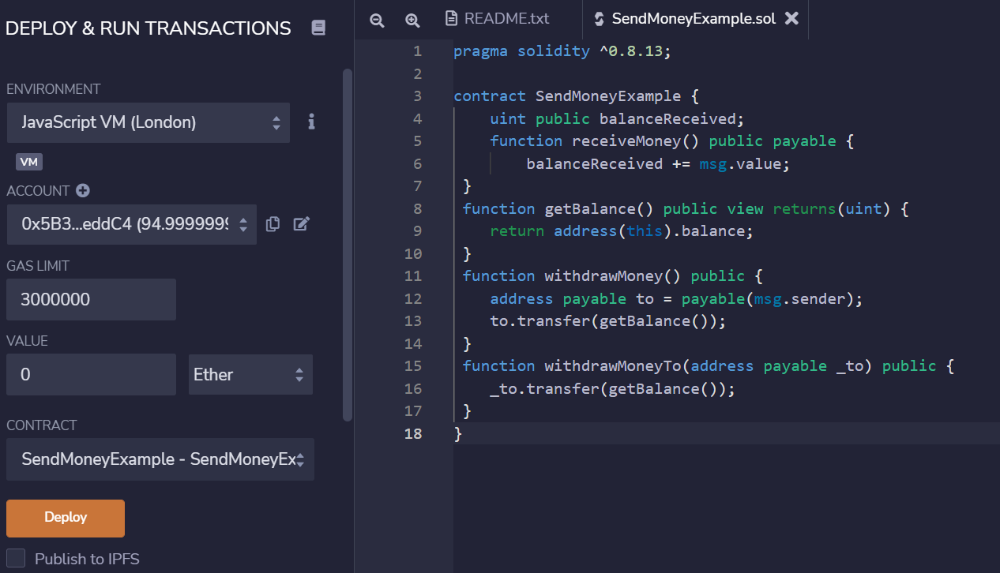 DEPLOY & RUN TRANSACTIONS
ENVIRONMENT
JavaScript VM (London)
VM
ACCOUNT
0x5B3...eddC4 (94.9999999
GAS LIMIT
3000000
VALUE
0
Ether
CONTRACT
SendMoneyExample - SendMoneyEx
Deploy
Publish to IPFS
README.txt
SendMoneyExample.sol
1 pragma solidity ^0.8.13;
2
3 contract SendMoneyExample {
4 uint public balanceReceived;
5 function receiveMoney() public payable {
6 balanceReceived += msg.value;
7 }
8 function getBalance() public view returns(uint) {
9 return address(this).balance;
10 }
11 function withdrawMoney() public {
12 address payable to = payable(msg.sender);
13 to.transfer(getBalance());
14 }
15 function withdrawMoneyTo(address payable _to) public {
16 _to.transfer(getBalance());
17 }
18 }